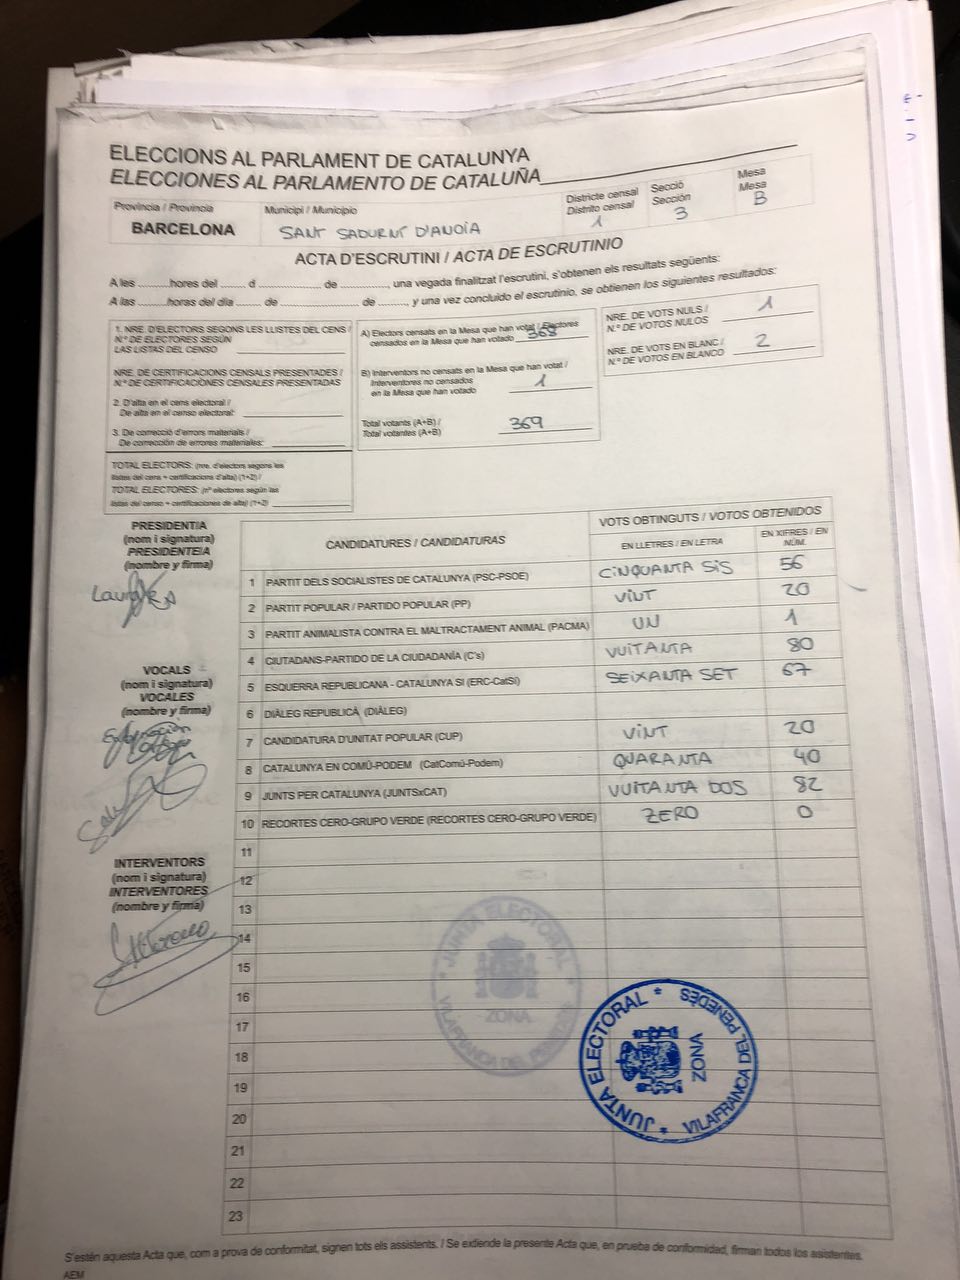 ELECCIONS AL PARLAMENT DE CATALUNYA
ELECCIONES AL PARLAMENTO DE CATALUÑA
Província / Provincia
BARCELONA
Municipi / Municipio
SANT SADURNÍ D'ANOIA
Districte censal
Distrito censal
1
Secció
Sección
3
Mesa
Mesa
B
ACTA D'ESCRUTINI / ACTA DE ESCRUTINIO
A les ...........hores del ..... d ................ de ............, una vegada finalitzat l'escrutini, s'obtenen els resultats següents:
A las ...........horas del día ..... de ................ de ........., y una vez concluido el escrutinio, se obtienen los siguientes resultados:
1. NRE. D'ELECTORS SEGONS LES LLISTES DEL CENS /
N.º DE ELECTORES SEGÚN
LAS LISTAS DEL CENSO
NRE. DE CERTIFICACIONS CENSALS PRESENTADES /
N.º DE CERTIFICACIONES CENSALES PRESENTADAS
2. D'alta en el cens electoral /
De alta en el censo electoral:
3. De correcció d'errors materials /
De corrección de errores materiales:
TOTAL ELECTORS: (nre. d'electors segons les
llistes del cens + certificacions d'alta) (1+2) /
TOTAL ELECTORES: (nº electores según las
listas del censo + certificaciones de alta) (1+2)
A) Electors censats en la Mesa que han votat / Electores
censados en la Mesa que han votado 368
B) Interventors no censats en la Mesa que han votat /
Interventores no censados
en la Mesa que han votado 1
Total votants (A+B) /
Total votantes (A+B) 369
NRE. DE VOTS NULS /
N.º DE VOTOS NULOS 1
NRE. DE VOTS EN BLANC /
N.º DE VOTOS EN BLANCO 2
PRESIDENT/A
(nom i signatura)
PRESIDENTE/A
(nombre y firma)
VOCALS
(nom i signatura)
VOCALES
(nombre y firma)
INTERVENTORS
(nom i signatura)
INTERVENTORES
(nombre y firma)
CANDIDATURES / CANDIDATURAS
VOTS OBTINGUTS / VOTOS OBTENIDOS
EN LLETRES / EN LETRA
EN XIFRES / EN NÚM.
1 PARTIT DELS SOCIALISTES DE CATALUNYA (PSC-PSOE) CINQUANTA SIS 56
2 PARTIT POPULAR / PARTIDO POPULAR (PP) VINT 20
3 PARTIT ANIMALISTA CONTRA EL MALTRACTAMENT ANIMAL (PACMA) UN 1
4 CIUTADANS-PARTIDO DE LA CIUDADANÍA (C's) VUITANTA 80
5 ESQUERRA REPUBLICANA - CATALUNYA SI (ERC-CatSI) SEIXANTA SET 67
6 DIÀLEG REPUBLICÀ (DIÀLEG)
7 CANDIDATURA D'UNITAT POPULAR (CUP) VINT 20
8 CATALUNYA EN COMÚ-PODEM (CatComú-Podem) QUARANTA 40
9 JUNTS PER CATALUNYA (JUNTSxCAT) VUITANTA DOS 82
10 RECORTES CERO-GRUPO VERDE (RECORTES CERO-GRUPO VERDE) ZERO 0
11
12
13
14
15
16
17
18
19
20
21
22
23
JUNTA ELECTORAL * VILAFRANCA DEL PENEDÈS * ZONA
JUNTA ELECTORAL * VILAFRANCA DEL PENEDÈS * ZONA
S'estén aquesta Acta que, com a prova de conformitat, signen tots els assistents. / Se extiende la presente Acta que, en prueba de conformidad, firman todos los asistentes.
AEM